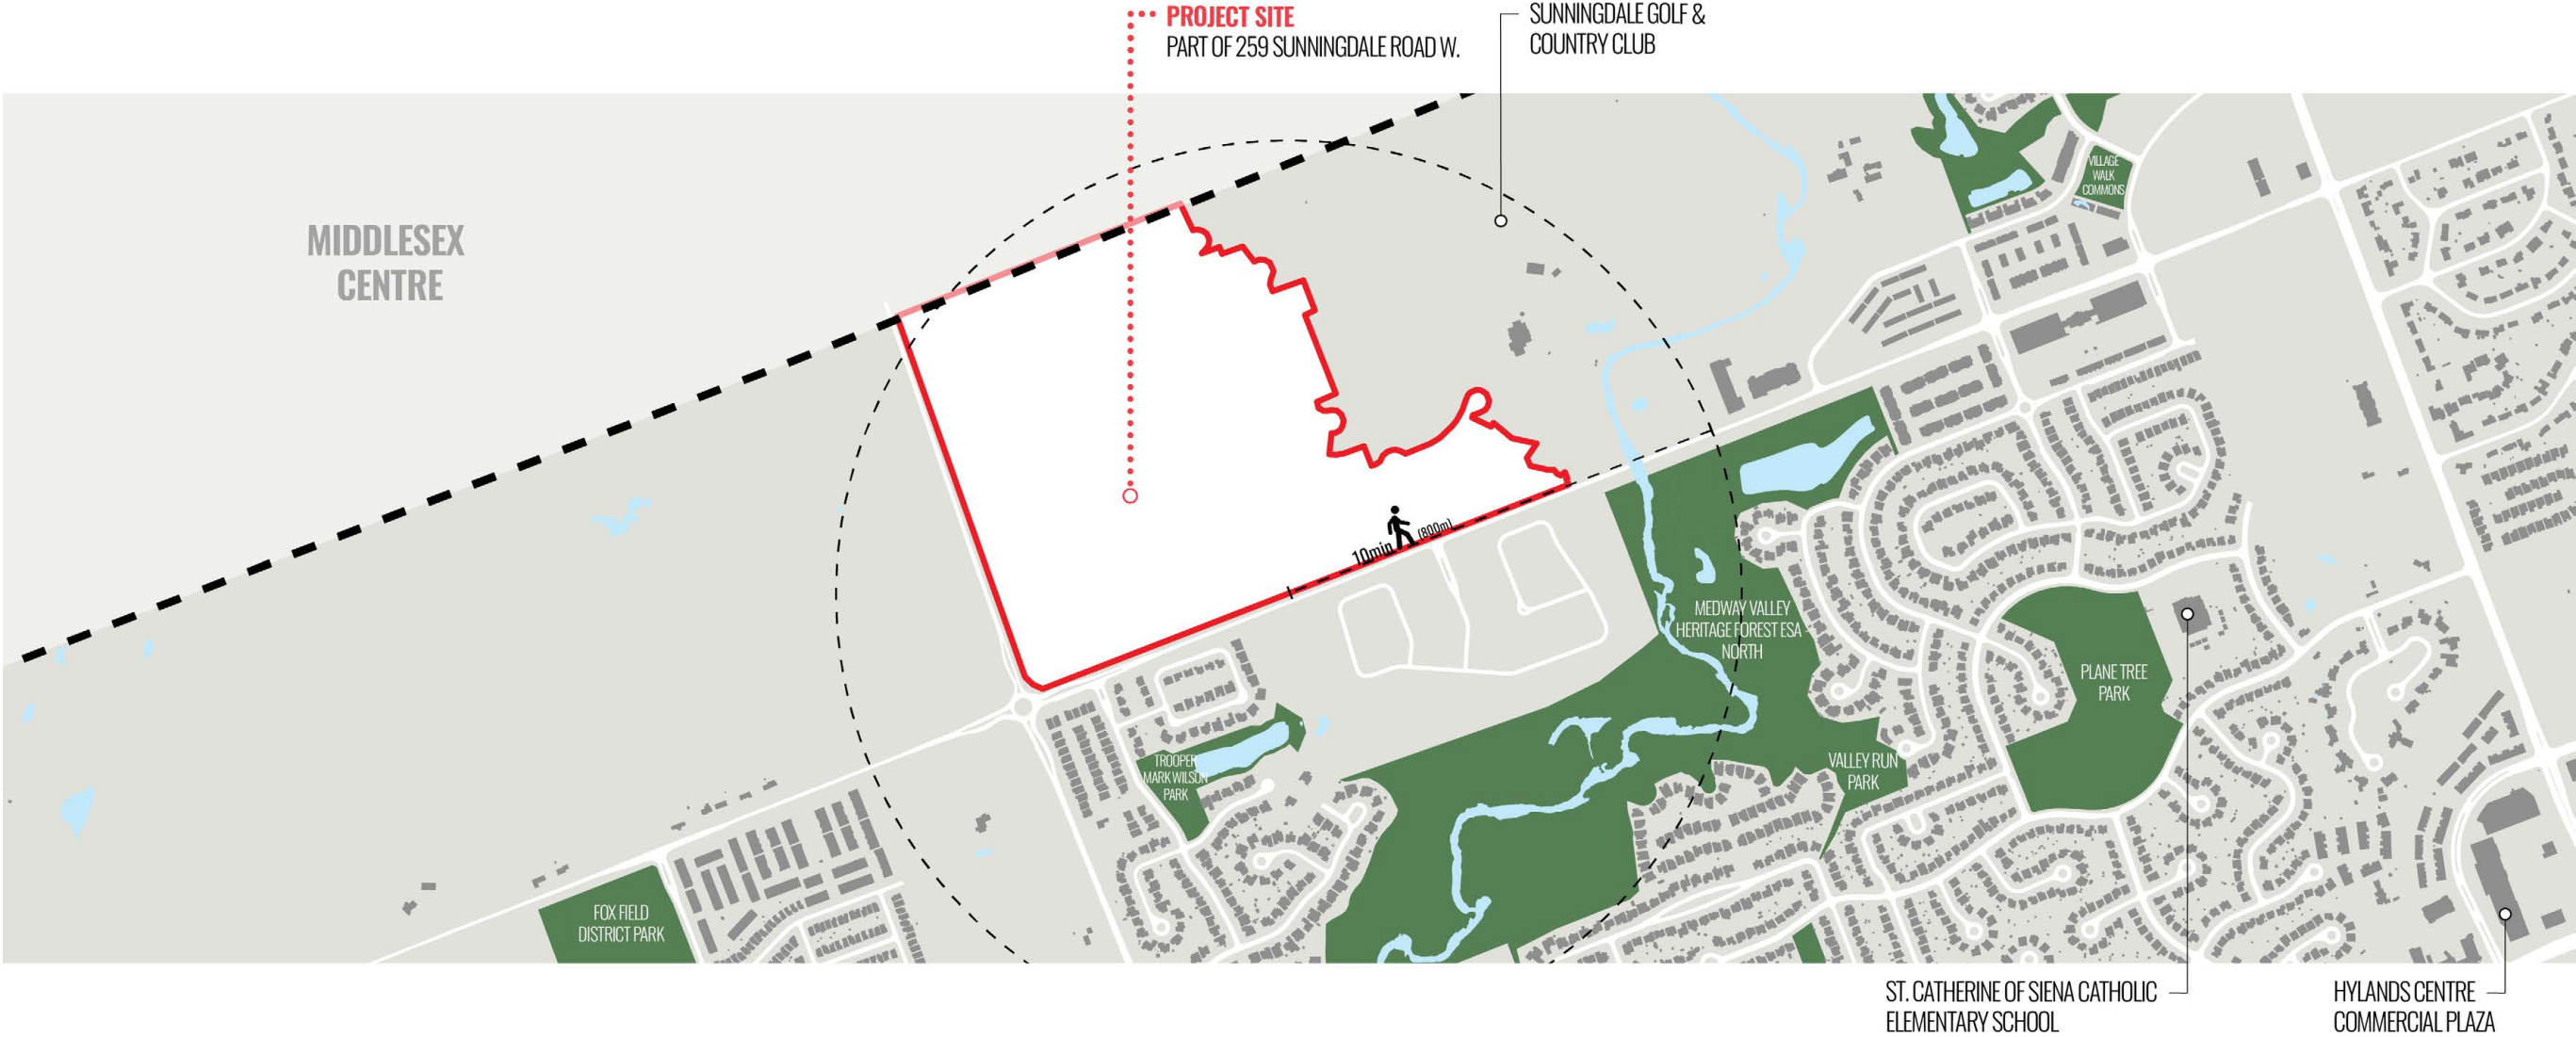 PROJECT SITE
PART OF 259 SUNNINGDALE ROAD W.
SUNNINGDALE GOLF &
COUNTRY CLUB
VILLAGE
WALK
COMMONS
MIDDLESEX
CENTRE
10min (800m)
MEDWAY VALLEY
HERITAGE FOREST ESA
NORTH
PLANE TREE
PARK
TROOPER
MARK WILSON
PARK
VALLEY RUN
PARK
FOX FIELD
DISTRICT PARK
ST. CATHERINE OF SIENA CATHOLIC
ELEMENTARY SCHOOL
HYLANDS CENTRE
COMMERCIAL PLAZA